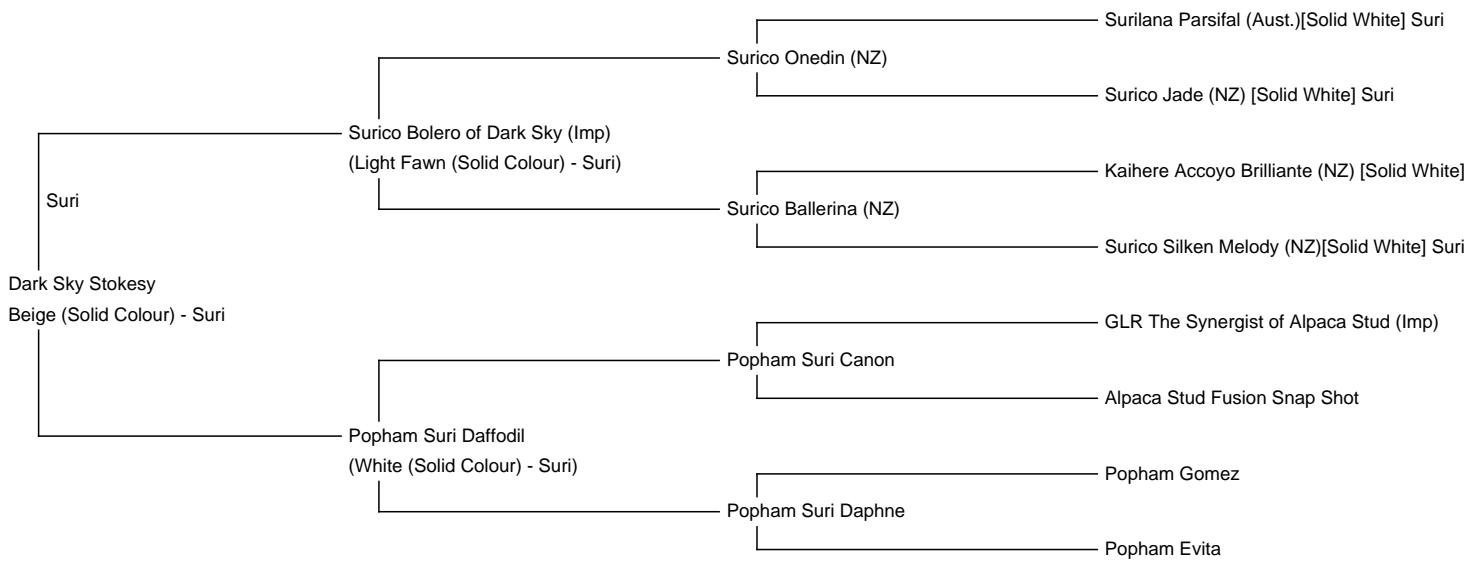 Surilana Parsifal (Aust.)[Solid White] Suri
Surico Onedin (NZ)
Surico Jade (NZ) [Solid White] Suri
Surico Bolero of Dark Sky (Imp)
(Light Fawn (Solid Colour) - Suri)
Kaihere Accoyo Brilliante (NZ) [Solid White]
Suri
Surico Ballerina (NZ)
Surico Silken Melody (NZ)[Solid White] Suri
Dark Sky Stokesy
Beige (Solid Colour) - Suri
GLR The Synergist of Alpaca Stud (Imp)
Popham Suri Canon
Alpaca Stud Fusion Snap Shot
Popham Suri Daffodil
(White (Solid Colour) - Suri)
Popham Gomez
Popham Suri Daphne
Popham Evita